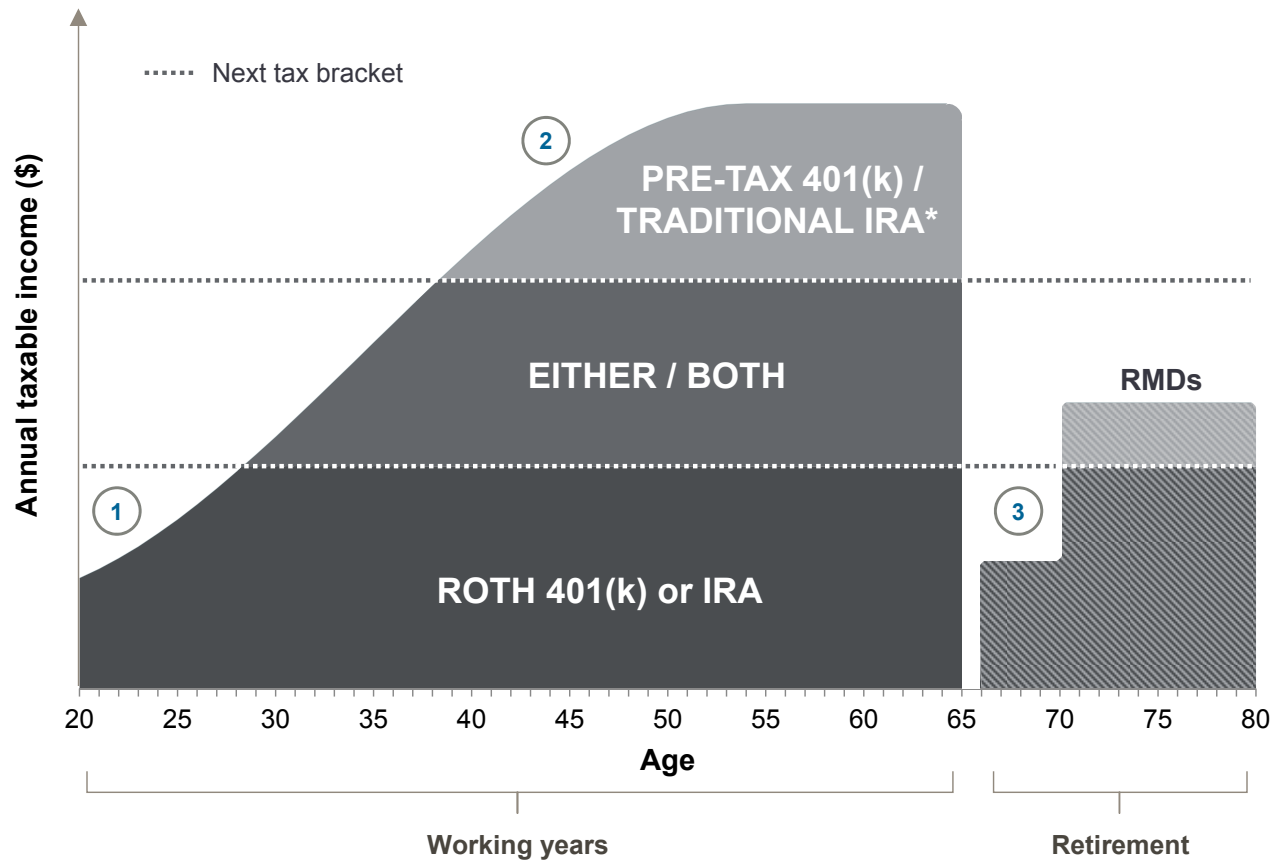 Next tax bracket
Annual taxable income ($)
2
PRE-TAX 401(k) /
TRADITIONAL IRA*
EITHER / BOTH
RMDs
1
3
ROTH 401(k) or IRA
20 25 30 35 40 45 50 55 60 65 70 75 80
Age
Working years Retirement